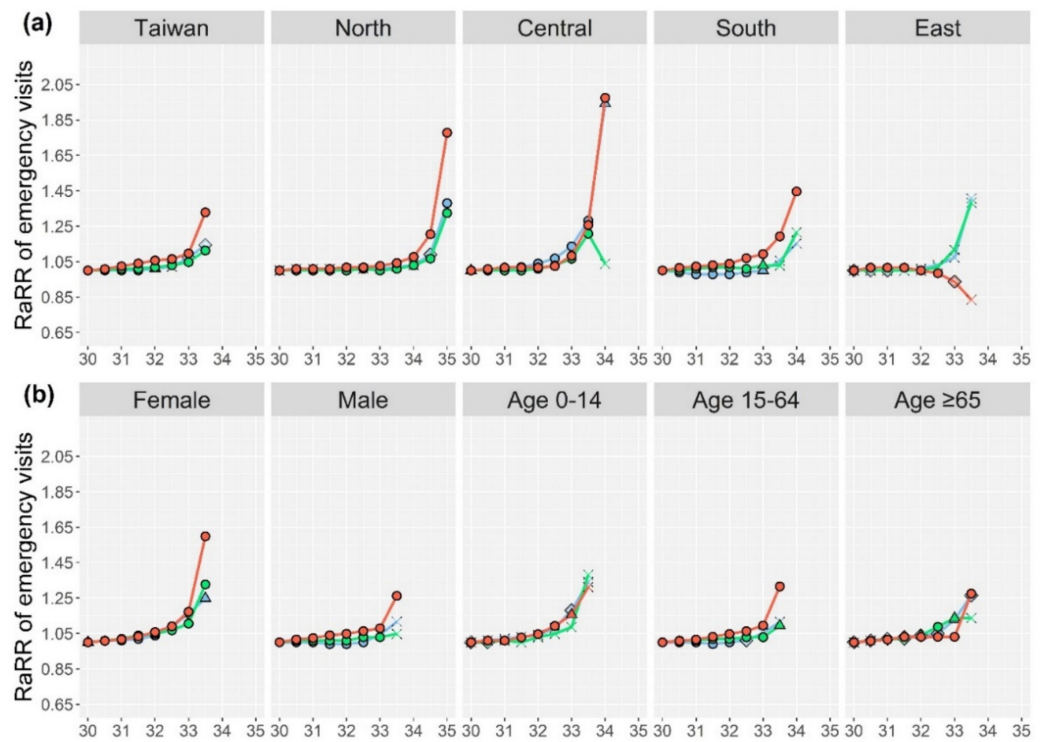 (a)
Taiwan North Central South East
RaRR of emergency visits
2.05
1.85
1.65
1.45
1.25
1.05
0.85
0.65
30 31 32 33 34 35 30 31 32 33 34 35 30 31 32 33 34 35 30 31 32 33 34 35 30 31 32 33 34 35
(b)
Female Male Age 0-14 Age 15-64 Age ≥65
RaRR of emergency visits
2.05
1.85
1.65
1.45
1.25
1.05
0.85
0.65
30 31 32 33 34 35 30 31 32 33 34 35 30 31 32 33 34 35 30 31 32 33 34 35 30 31 32 33 34 35